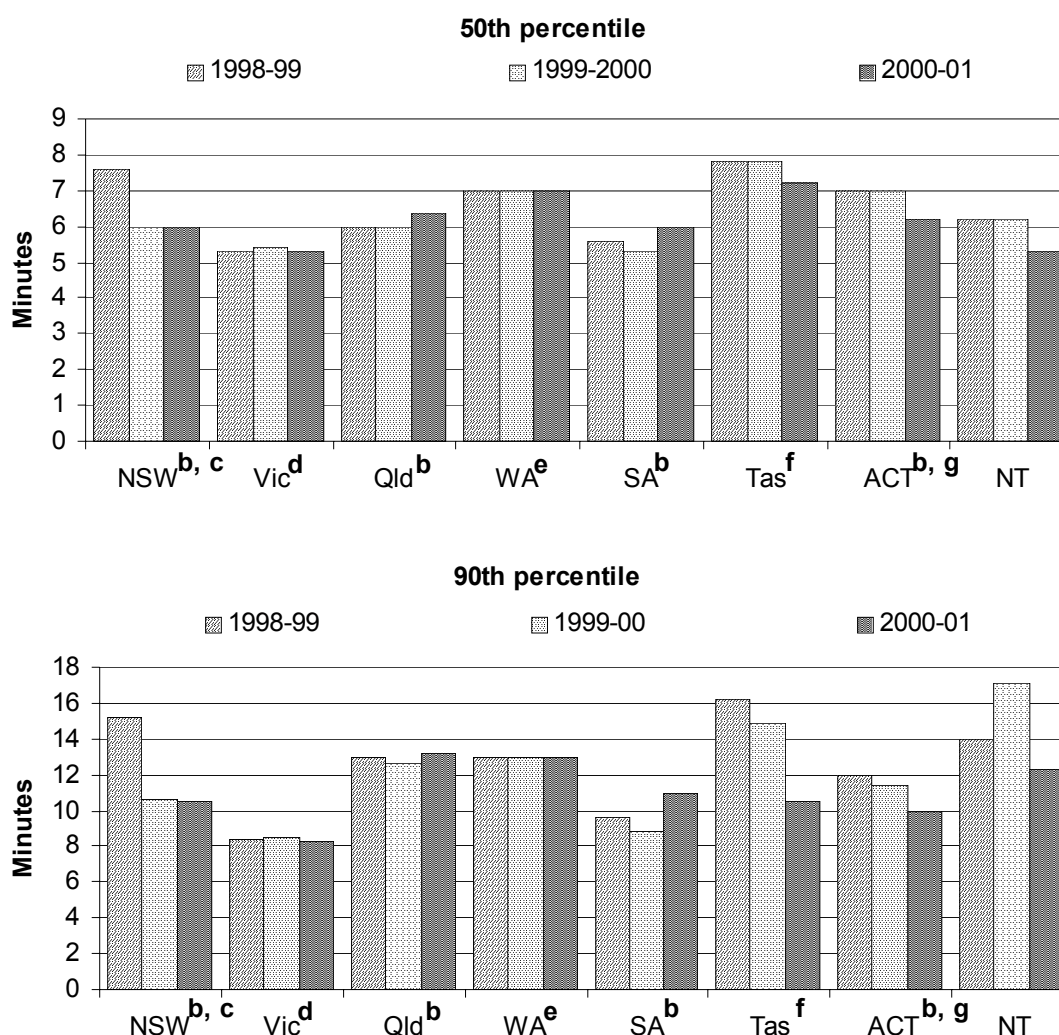 50th percentile
1998-99 1999-2000 2000-01
9
8
7
6
5
4
3
2
1
0
Minutes
NSWb, c Vicd Qldb WAe SAb Tasf ACTb, g NT
90th percentile
1998-99 1999-00 2000-01
18
16
14
12
10
8
6
4
2
0
Minutes
NSWb, c Vicd Qldb WAe SAb Tasf ACTb, g NT